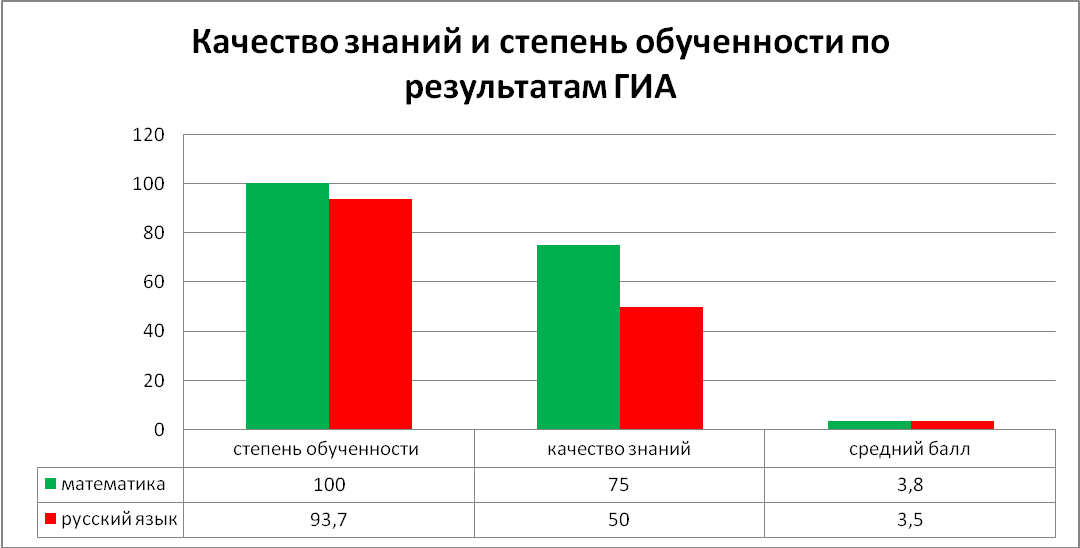 Качество знаний и степень обученности по
результатам ГИА
120
100
80
60
40
20
0
степень обученности качество знаний средний балл
математика 100 75 3,8
русский язык 93,7 50 3,5